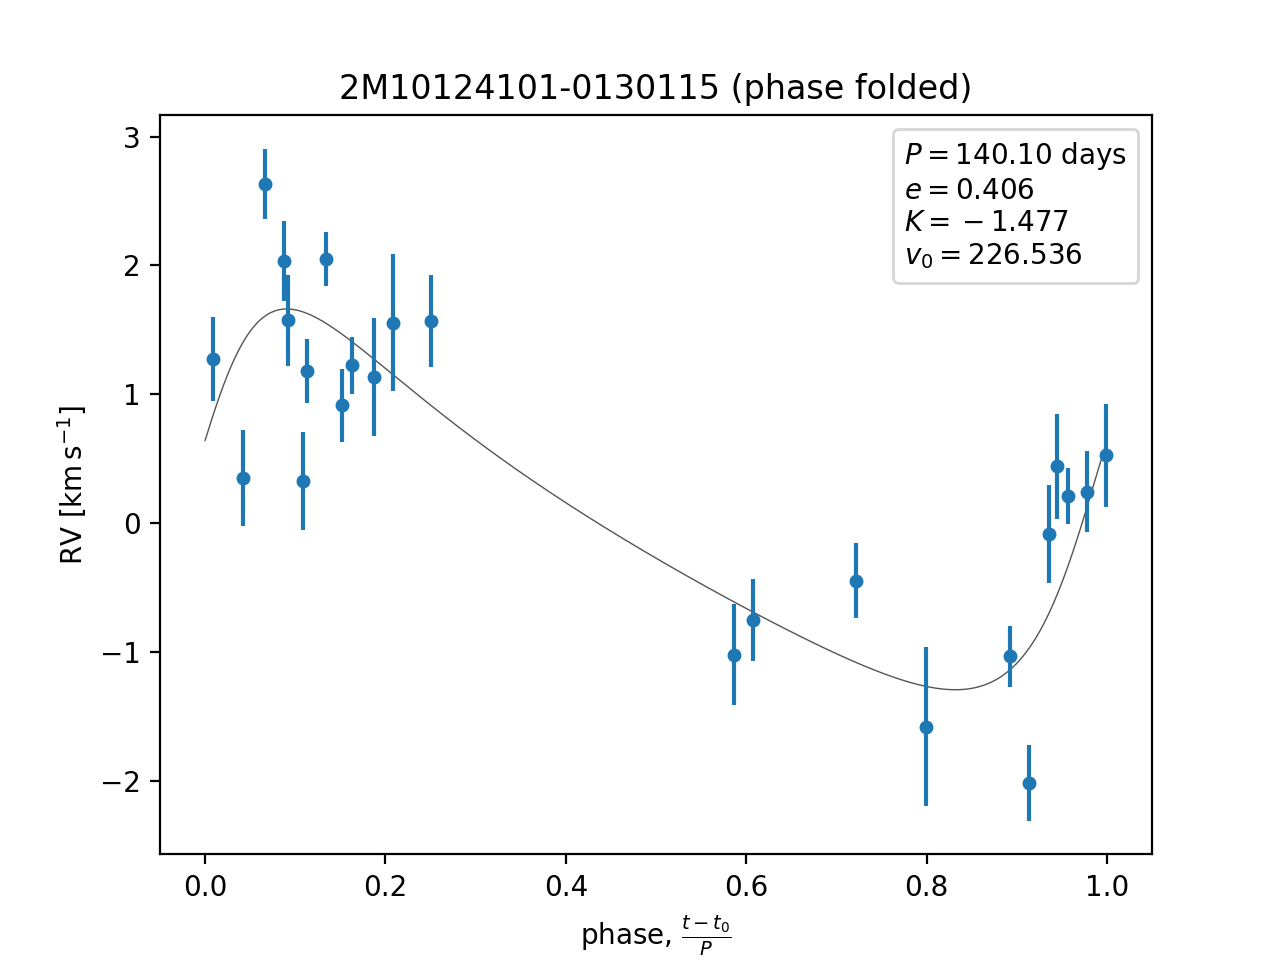 2M10124101-0130115 (phase folded)
P = 140.10 days
e = 0.406
K = −1.477
v₀ = 226.536
3
2
1
0
−1
−2
RV [km s⁻¹]
0.0 0.2 0.4 0.6 0.8 1.0
phase, (t − t₀)/P